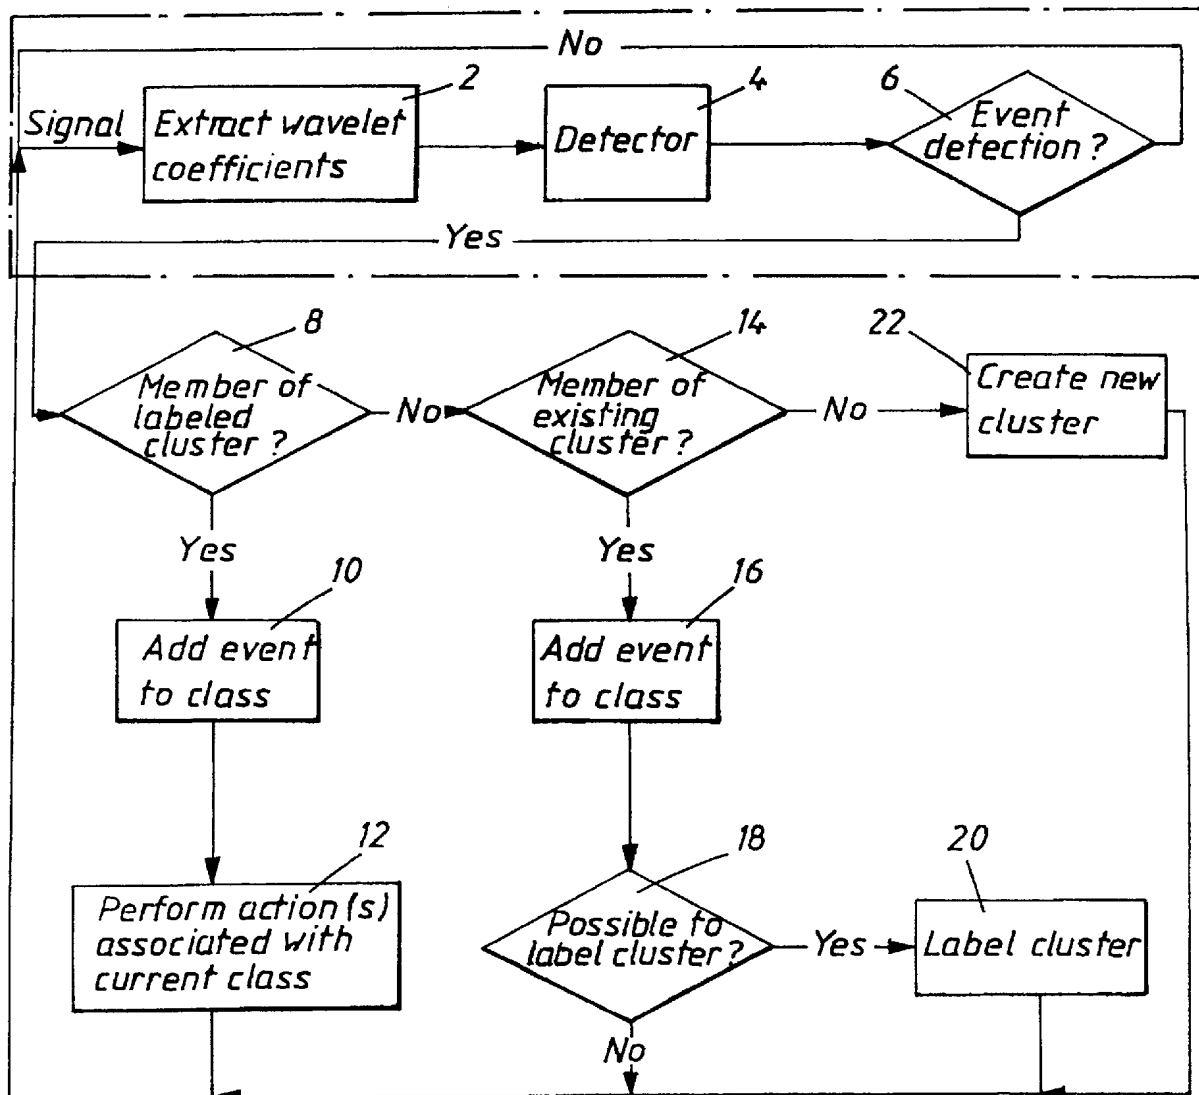 No
2
4
6
Signal
Extract wavelet
coefficients
Detector
Event
detection?
Yes
8
14
22
Member of
labeled
cluster?
No
Member of
existing
cluster?
No
Create new
cluster
Yes
Yes
10
16
Add event
to class
Add event
to class
12
18
20
Perform action(s)
associated with
current class
Possible to
label cluster?
Yes
Label cluster
No